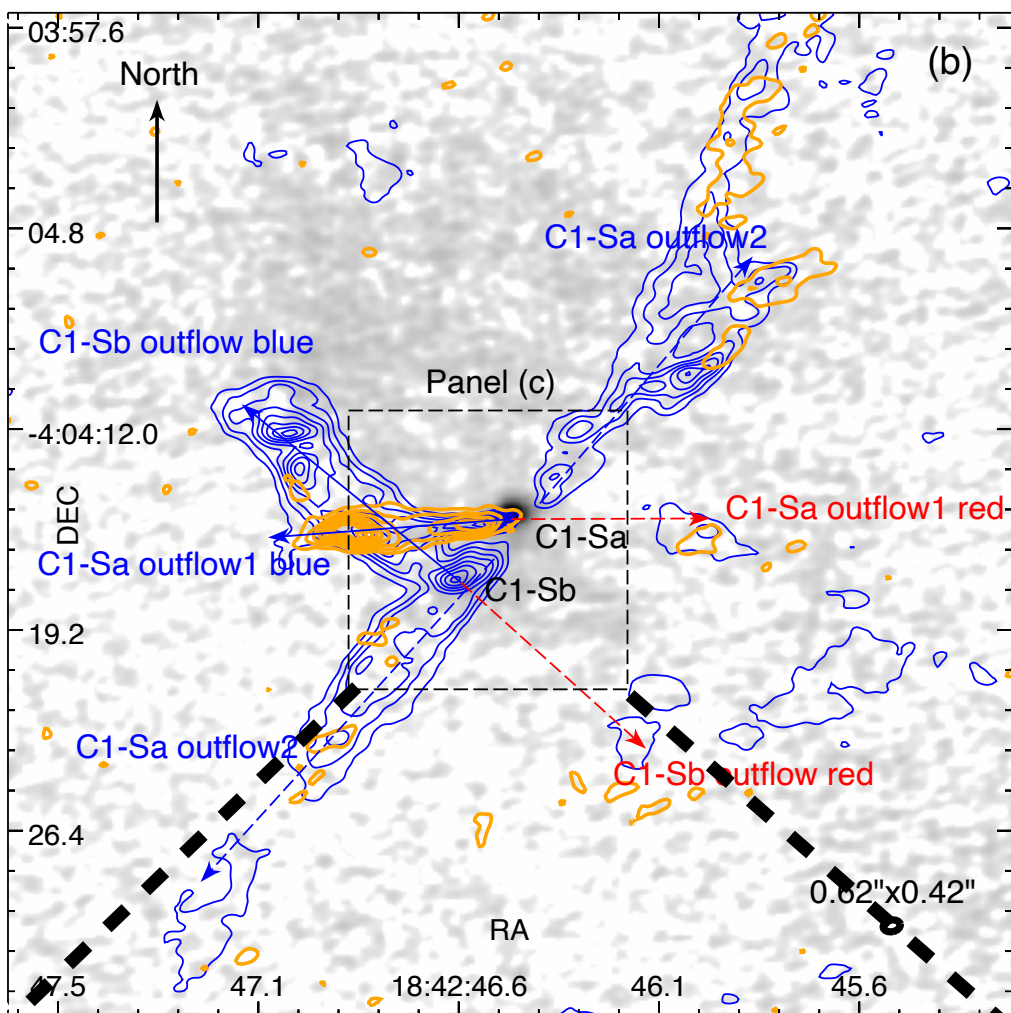 03:57.6
North
(b)
C1-Sa outflow2
04.8
C1-Sb outflow blue
Panel (c)
-4:04:12.0
DEC
C1-Sa outflow1 red
C1-Sa
C1-Sa outflow1 blue
C1-Sb
19.2
C1-Sa outflow2
C1-Sb outflow red
26.4
0.62"x0.42"
RA
47.5
47.1
18:42:46.6
46.1
45.6